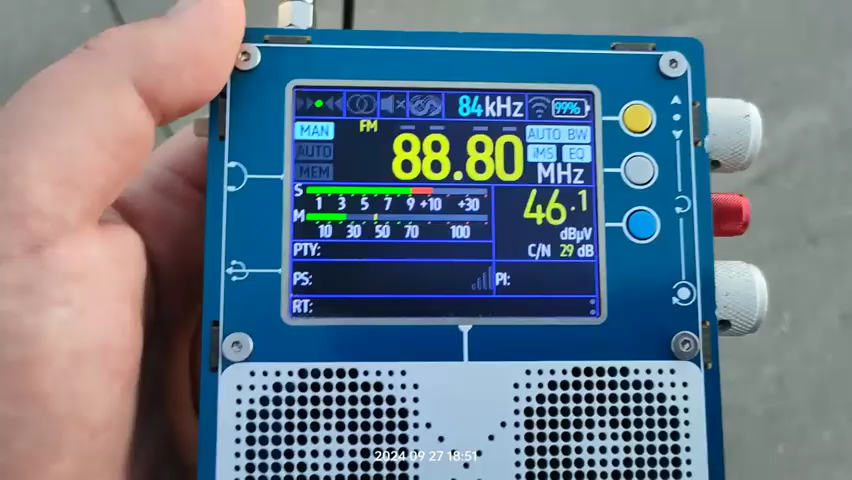 84kHz 99%
MAN FM AUTO BW
AUTO 88.80 iMS EQ
MEM MHz
S
1 3 5 7 9 +10 +30 46.1
M
10 30 50 70 100 dBµV
PTY: C/N 29 dB
PS: PI:
RT:
2024 09 27 18:51